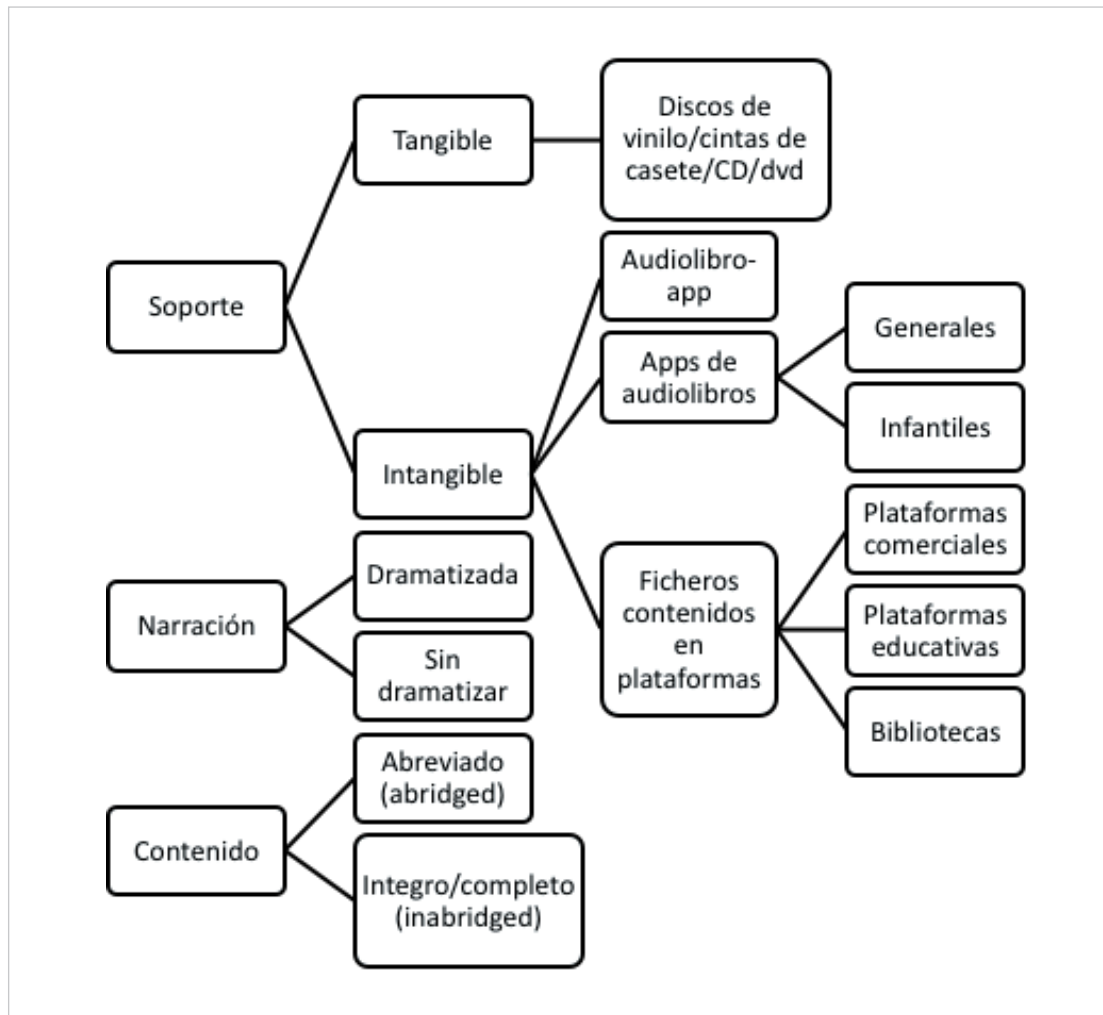 Soporte
Tangible
Discos de
vinilo/cintas de
casete/CD/dvd
Intangible
Audiolibro-
app
Apps de
audiolibros
Generales
Infantiles
Ficheros
contenidos
en
plataformas
Plataformas
comerciales
Plataformas
educativas
Bibliotecas
Narración
Dramatizada
Sin
dramatizar
Contenido
Abreviado
(abridged)
Integro/completo
(inabridged)